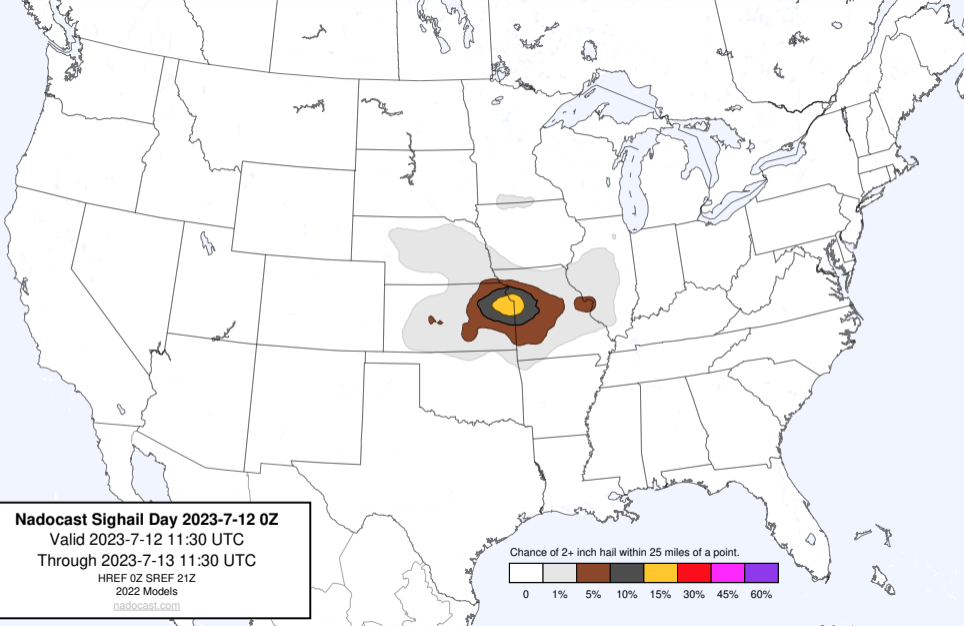 Nadocast Sighail Day 2023-7-12 0Z
Valid 2023-7-12 11:30 UTC
Through 2023-7-13 11:30 UTC
HREF 0Z SREF 21Z
2022 Models
nadocast.com
Chance of 2+ inch hail within 25 miles of a point.
0 1% 5% 10% 15% 30% 45% 60%